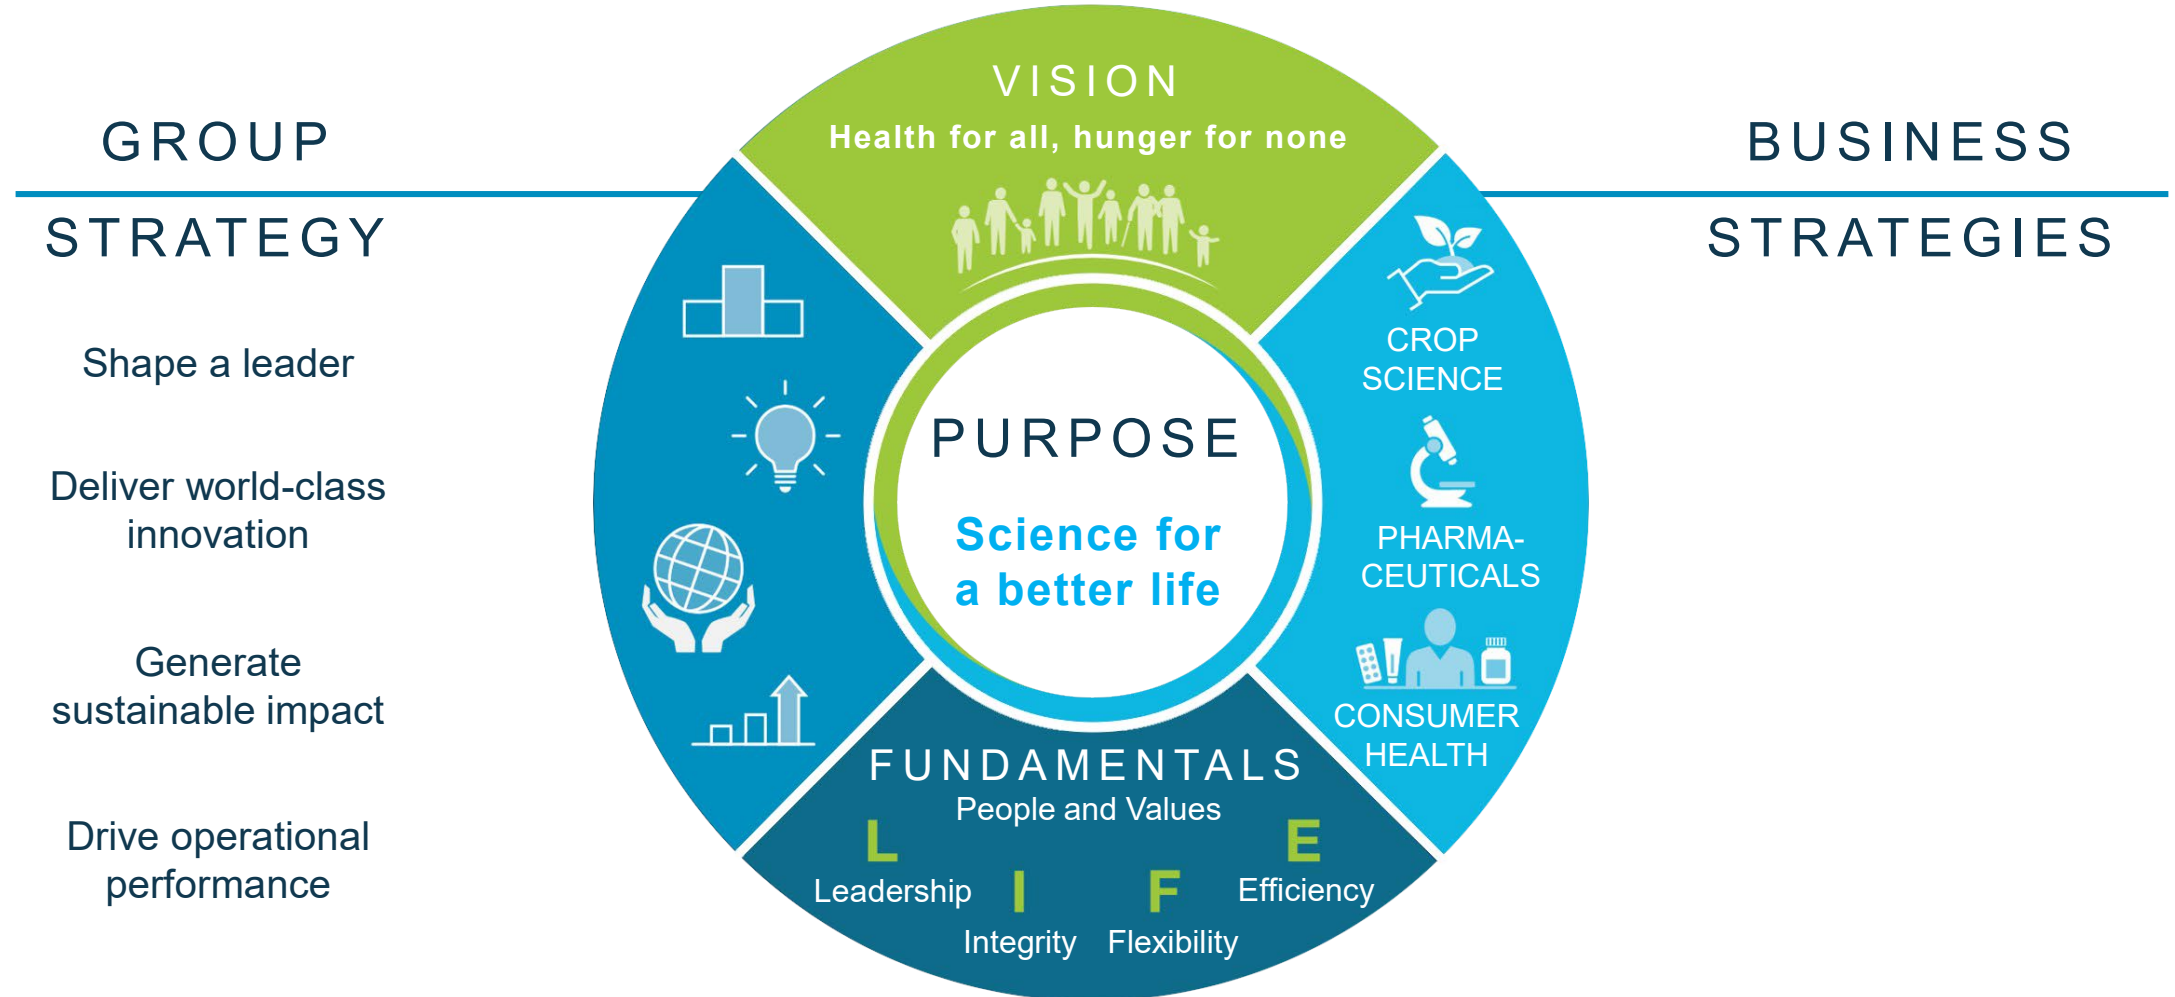 GROUP
STRATEGY
Shape a leader
Deliver world-class
innovation
Generate
sustainable impact
Drive operational
performance
VISION
Health for all, hunger for none
PURPOSE
Science for
a better life
FUNDAMENTALS
People and Values
L
Leadership
I
Integrity
F
Flexibility
E
Efficiency
BUSINESS
STRATEGIES
CROP
SCIENCE
PHARMA-
CEUTICALS
CONSUMER
HEALTH